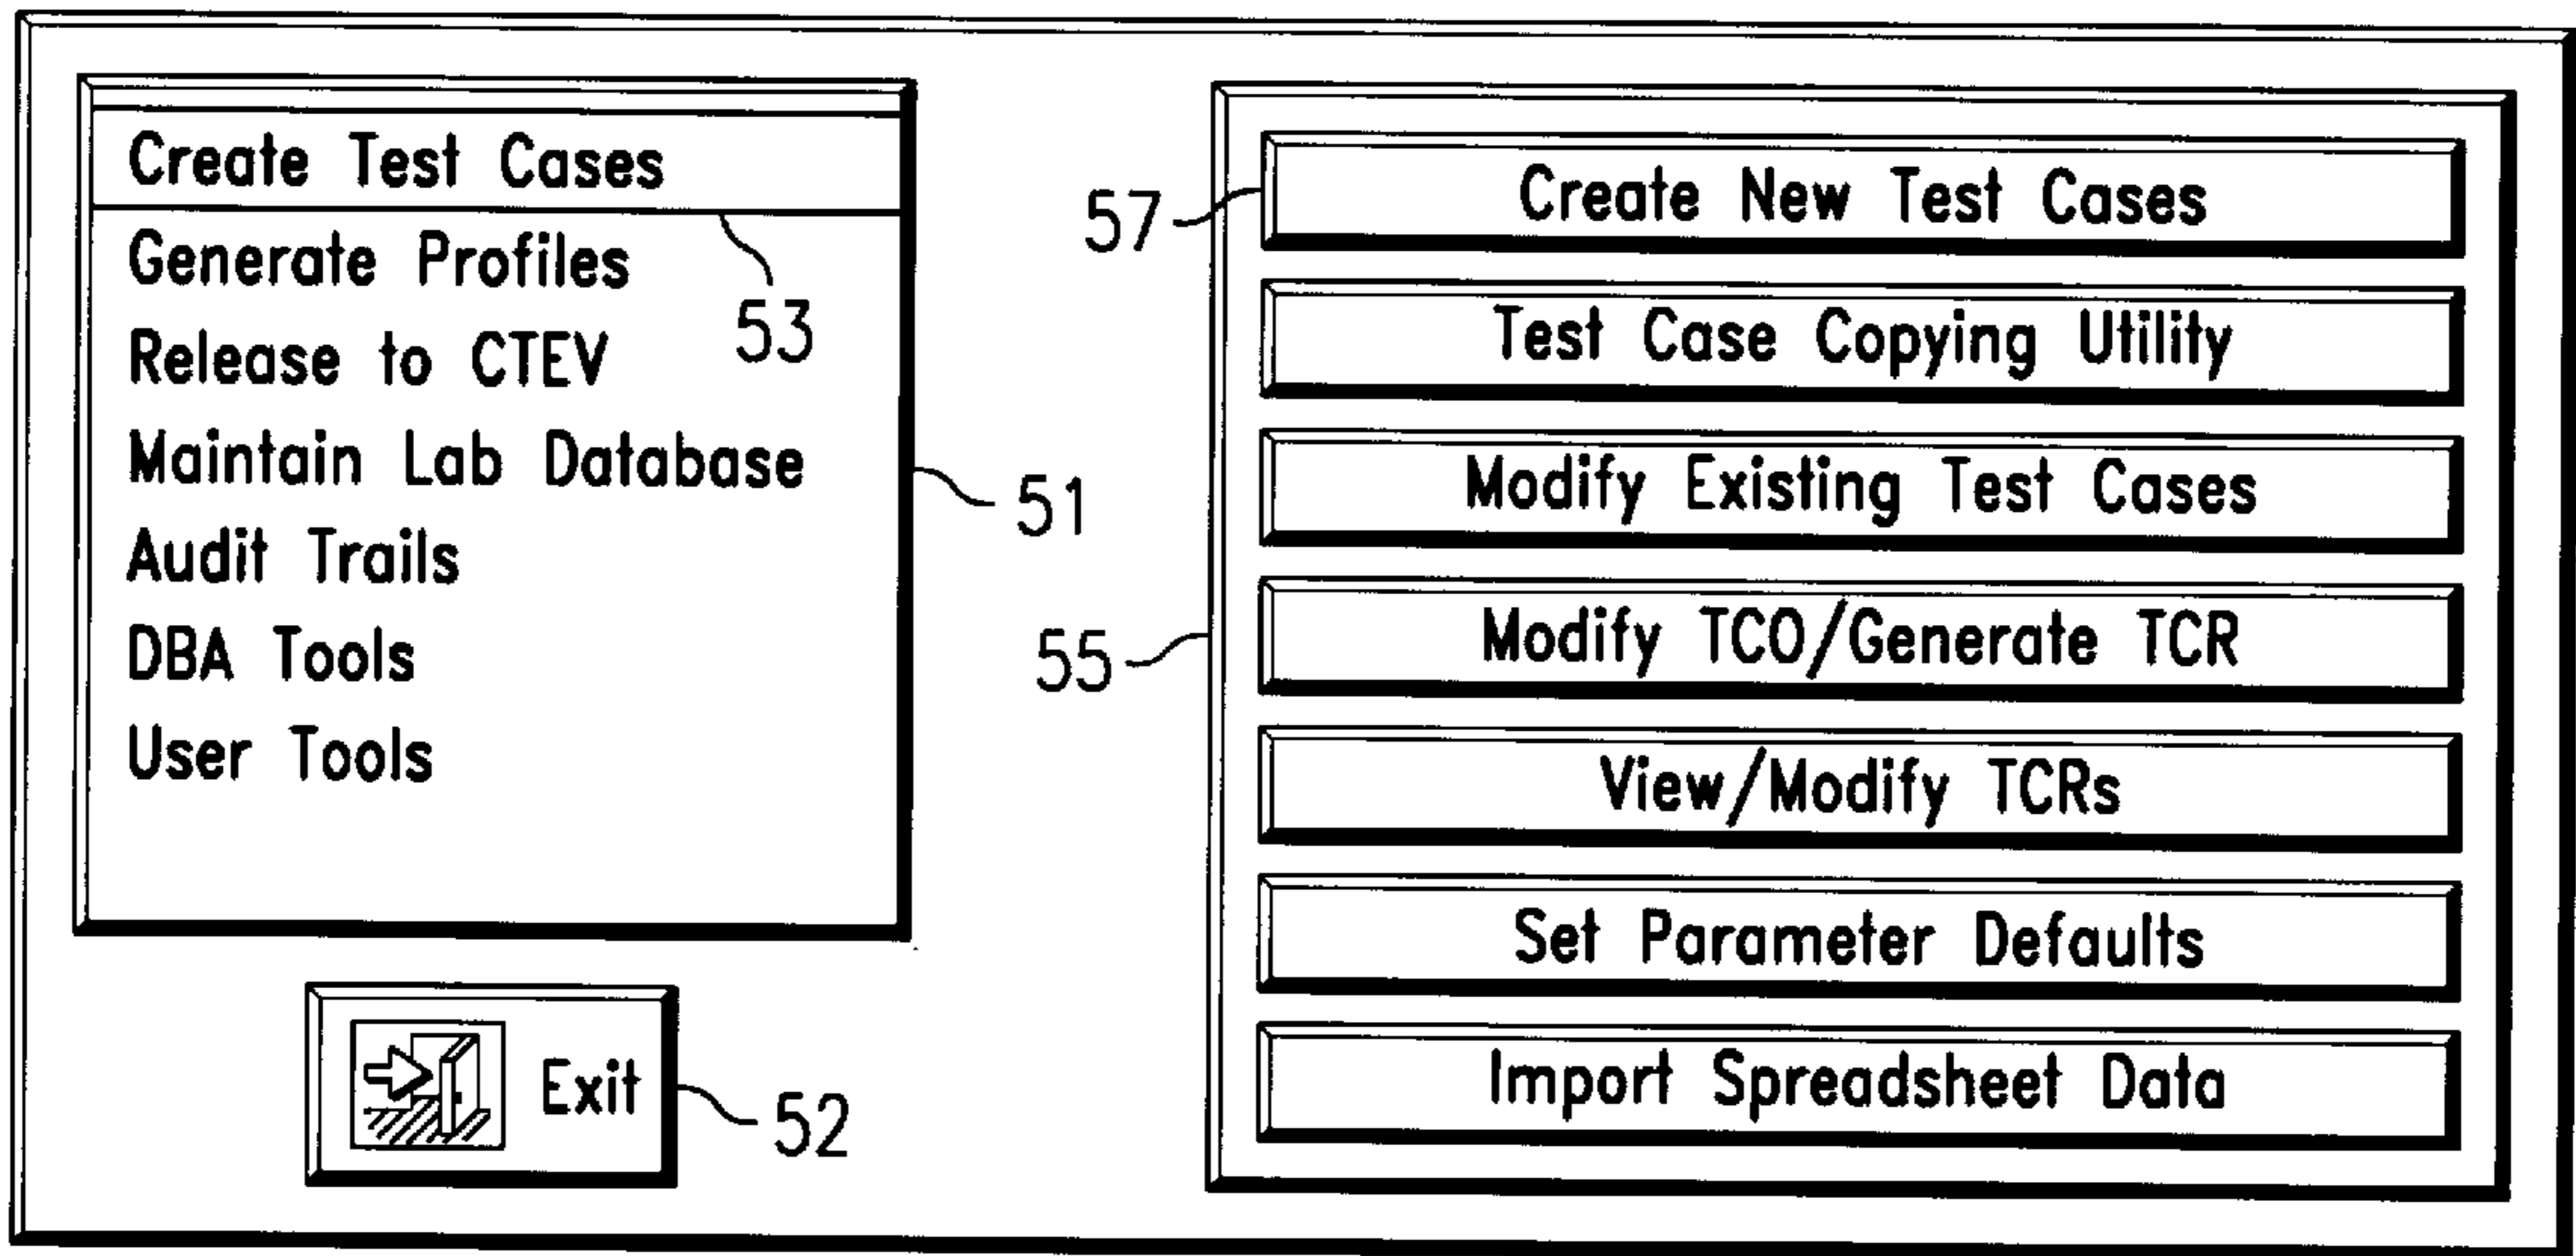 Create Test Cases
Generate Profiles
53
Release to CTEV
Maintain Lab Database
51
Audit Trails
DBA Tools
User Tools
Exit
52
57
Create New Test Cases
Test Case Copying Utility
Modify Existing Test Cases
55
Modify TCO/Generate TCR
View/Modify TCRs
Set Parameter Defaults
Import Spreadsheet Data